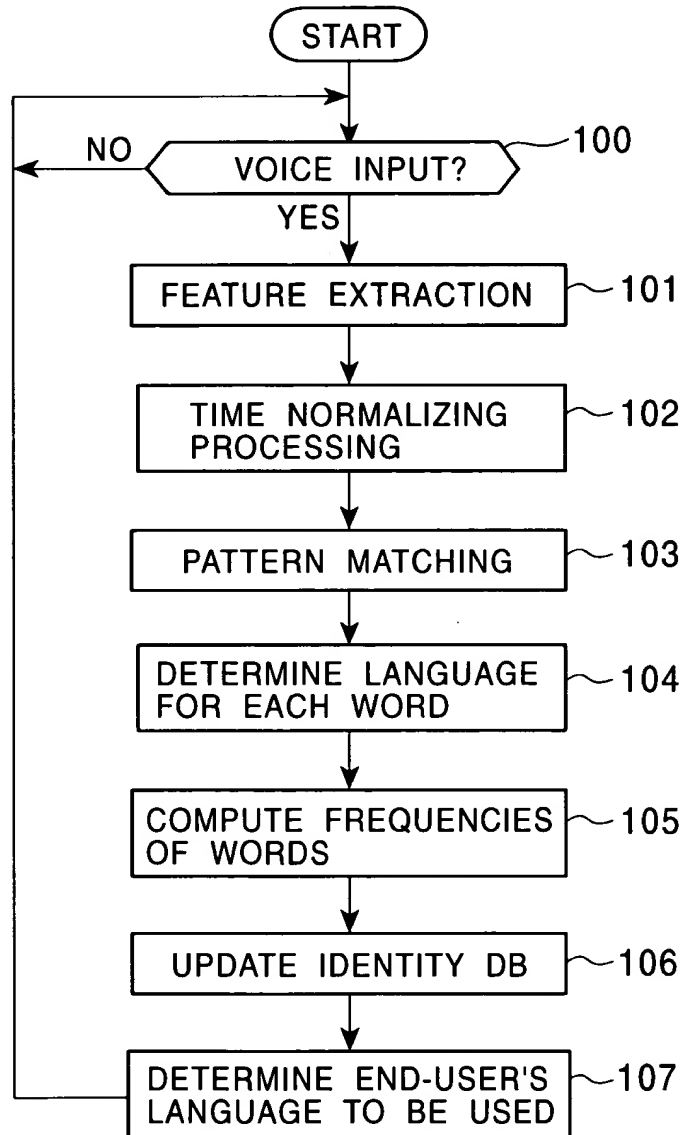 START
VOICE INPUT?
100
NO
YES
FEATURE EXTRACTION
101
TIME NORMALIZING
PROCESSING
102
PATTERN MATCHING
103
DETERMINE LANGUAGE
FOR EACH WORD
104
COMPUTE FREQUENCIES
OF WORDS
105
UPDATE IDENTITY DB
106
DETERMINE END-USER'S
LANGUAGE TO BE USED
107